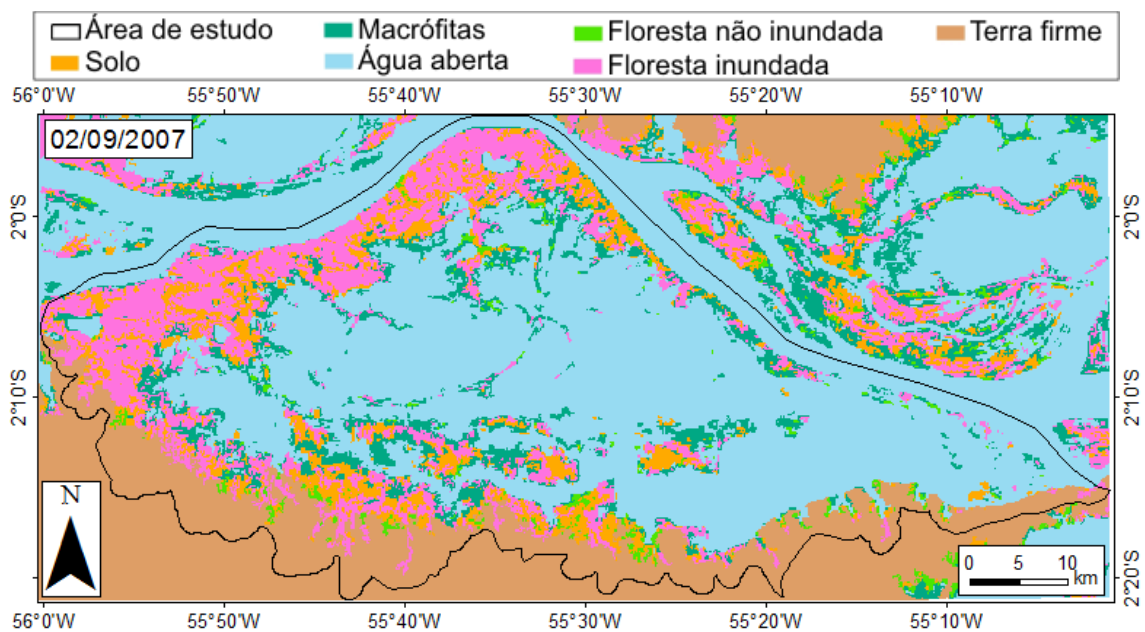 Área de estudo Macrófitas Floresta não inundada Terra firme
Solo Água aberta Floresta inundada
56°0'W 55°50'W 55°40'W 55°30'W 55°20'W 55°10'W
02/09/2007
2°0'S 2°0'S
2°10'S 2°10'S
N
0 5 10
km
2°20'S
56°0'W 55°50'W 55°40'W 55°30'W 55°20'W 55°10'W